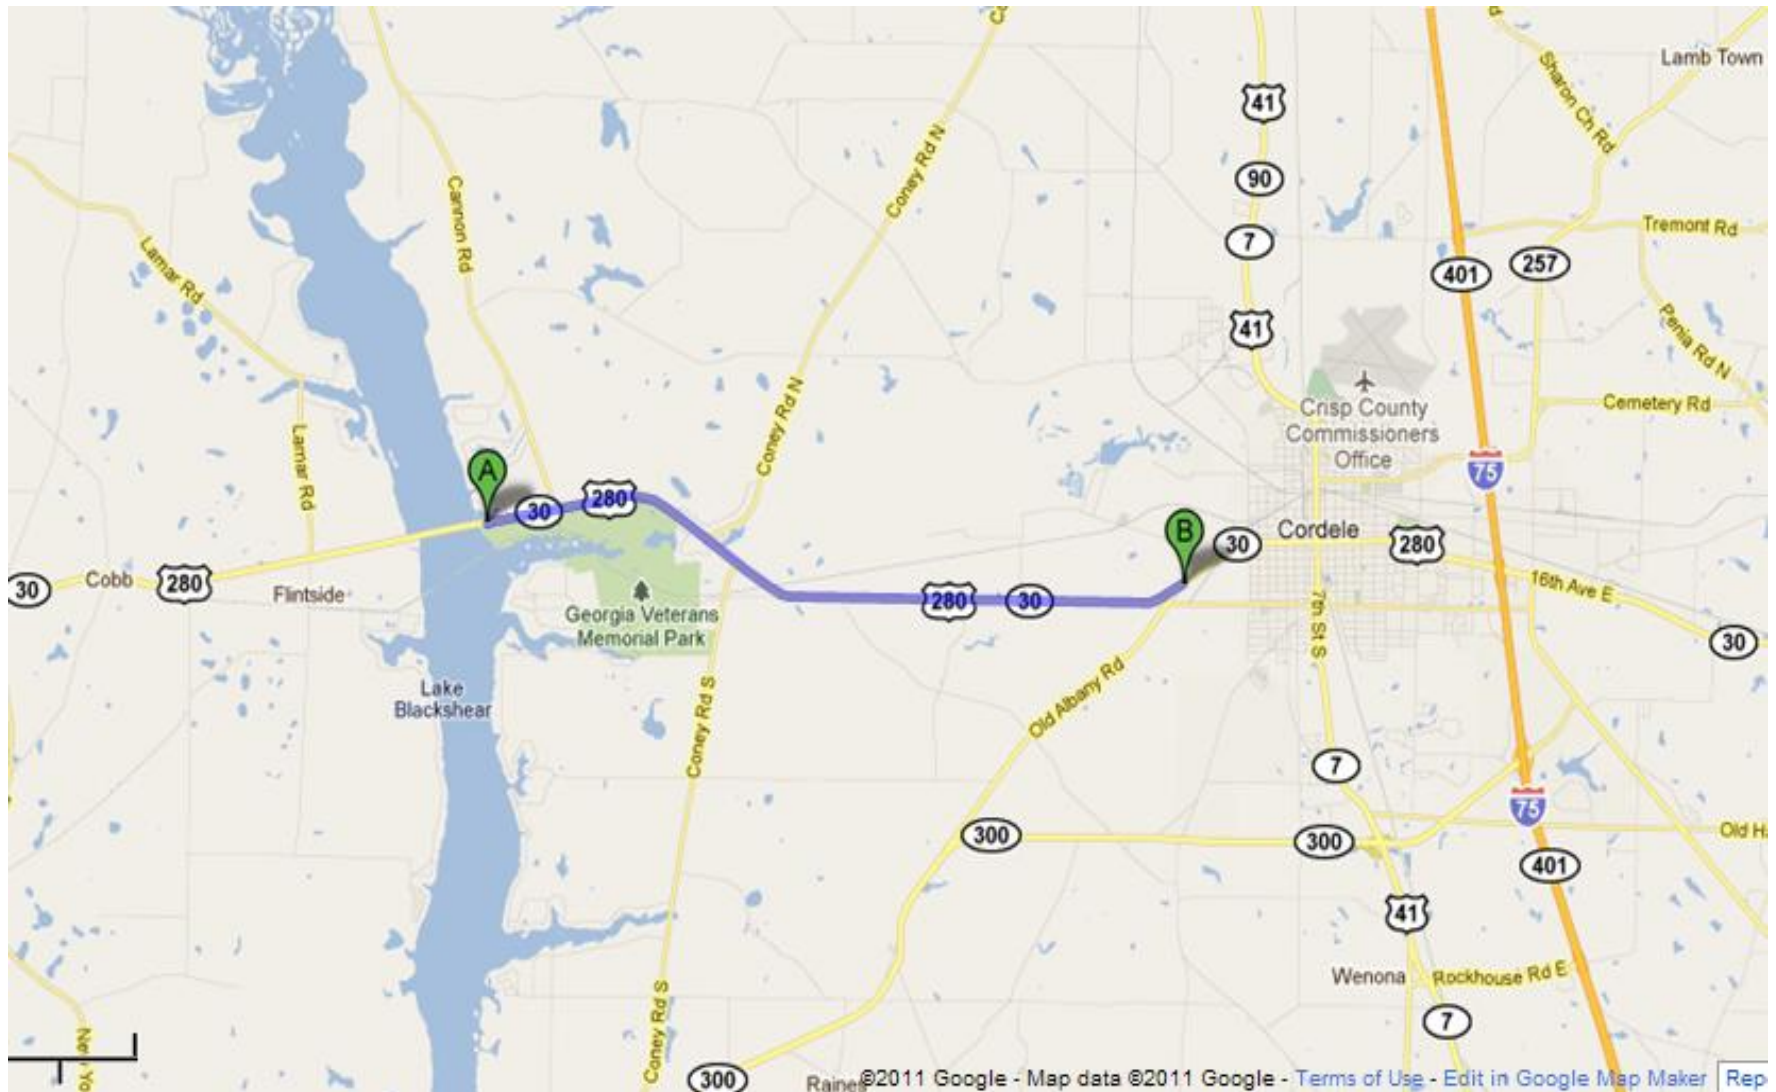 Lamb Town
Sharon Ch Rd
41
90
Coney Rd N
Cannon Rd
7
Tremont Rd
Lamar Rd
257
401
41
Penia Rd N
Crisp County
Commissioners
Office
Cemetery Rd
Coney Rd N
Lamar Rd
75
A
30
280
B
30
Cordele
280
30
Cobb
280
Flintside
280
30
16th Ave E
Georgia Veterans
Memorial Park
7th St S
30
Lake
Blackshear
Old Albany Rd
Coney Rd S
7
75
300
300
Old H
401
41
Wenona
Rockhouse Rd E
Coney Rd S
7
300
Raines
©2011 Google - Map data ©2011 Google - Terms of Use - Edit in Google Map Maker
Rep